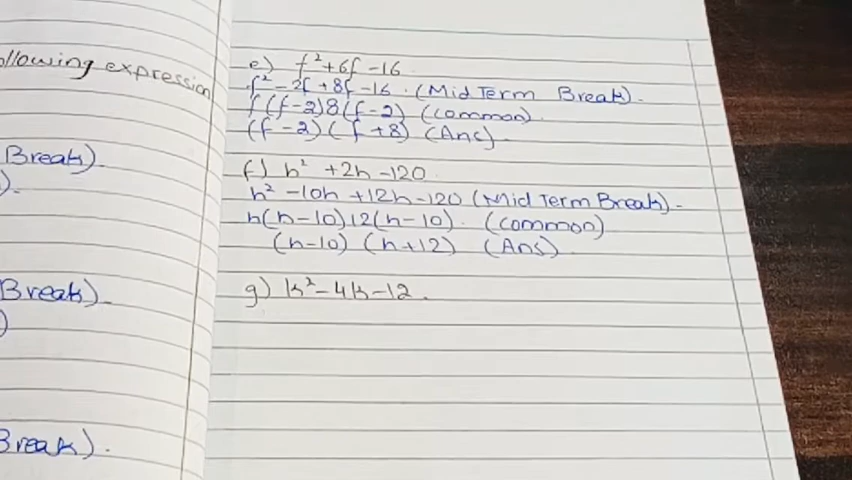 ollowing expression
Break).
).
Break).
)
Break).
e) f²+6f-16
f²-2f+8f-16. (Mid Term Break).
f(f-2)8(f-2) (Common)
(f-2)(f+8) (Ans)
f) h²+2h-120
h²-10h+12h-120 (Mid Term Break).
h(h-10)12(h-10). (Common)
(h-10)(h+12) (Ans)
g) k²-4k-12.